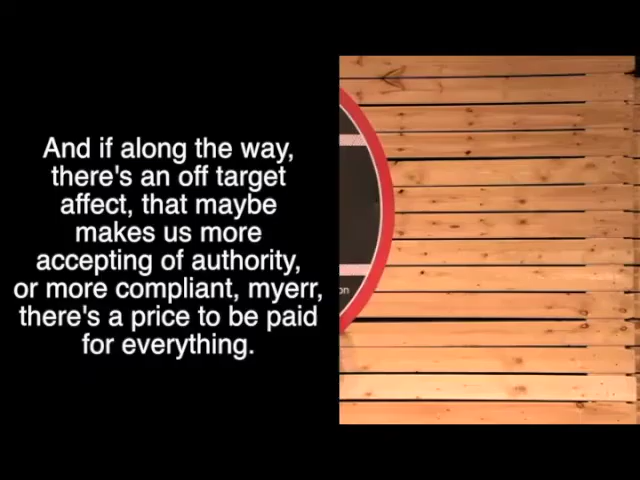 And if along the way,
there's an off target
affect, that maybe
makes us more
accepting of authority,
or more compliant, myerr,
there's a price to be paid
for everything.
on